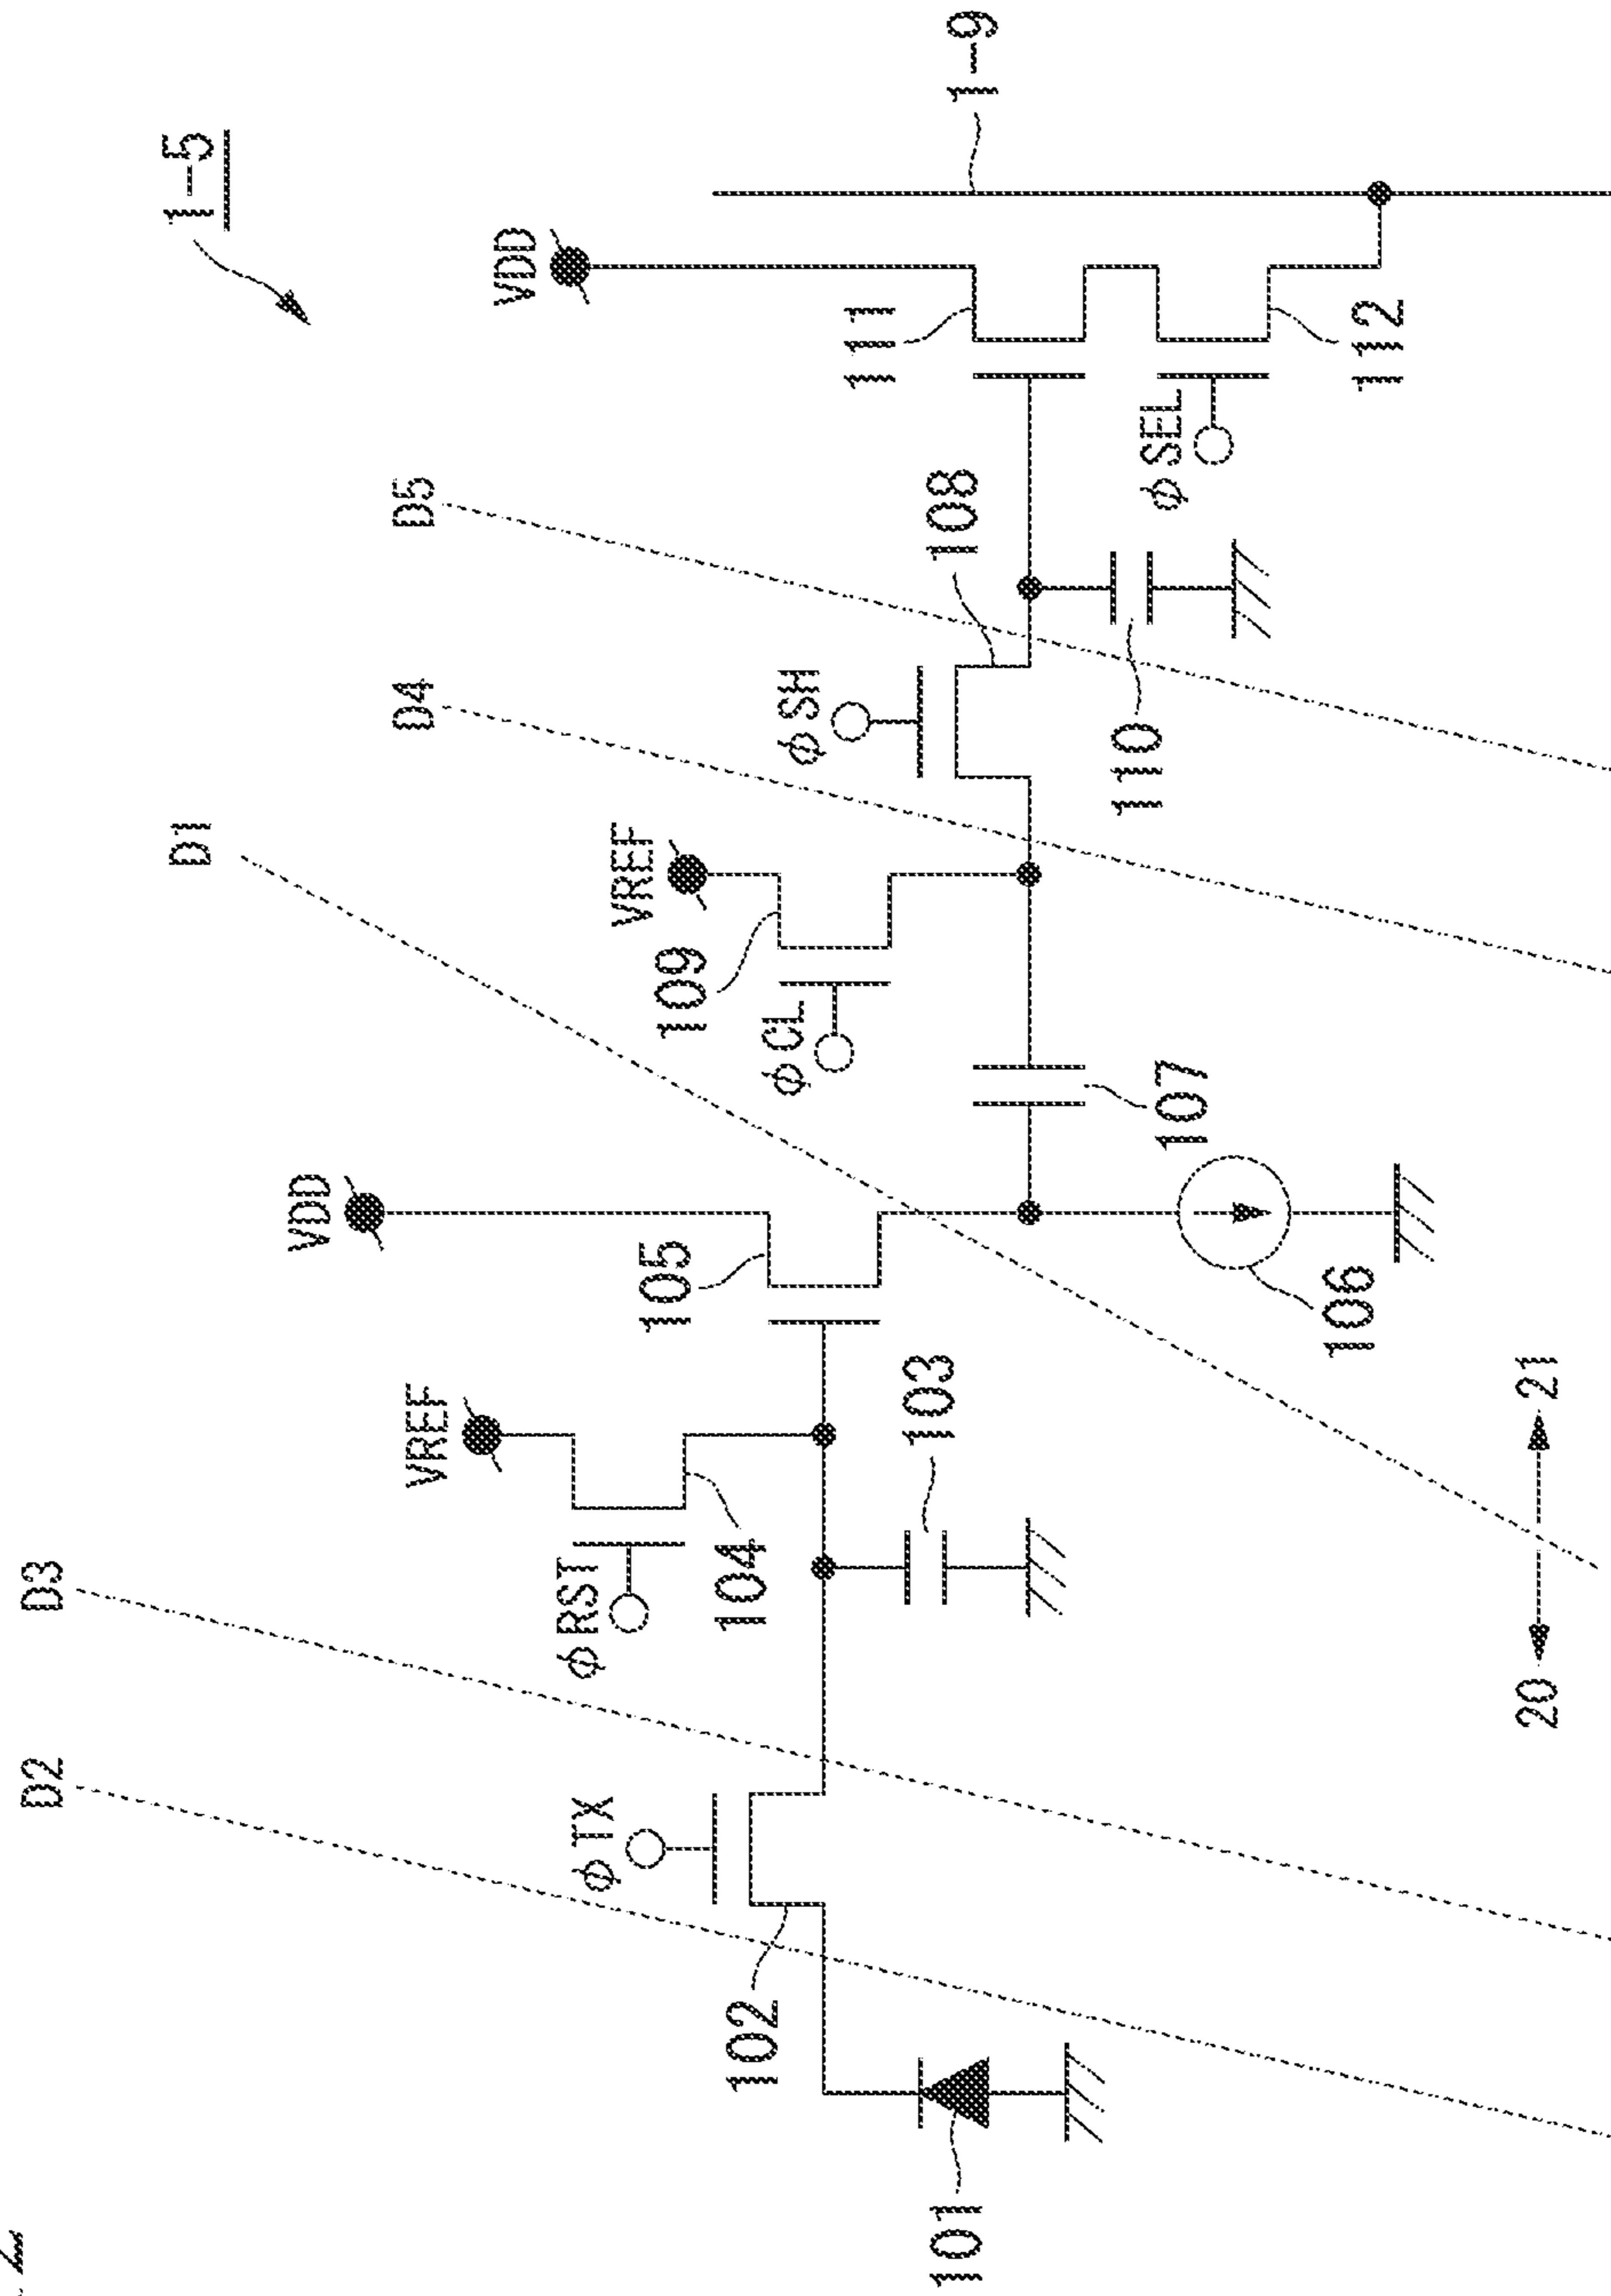 1-5
D1
D2
D3
D4
D5
VDD
VDD
VREF
VREF
φTX
φRST
φCL
φSH
φSEL
101
102
103
104
105
106
107
108
109
110
111
112
1-9
20
21